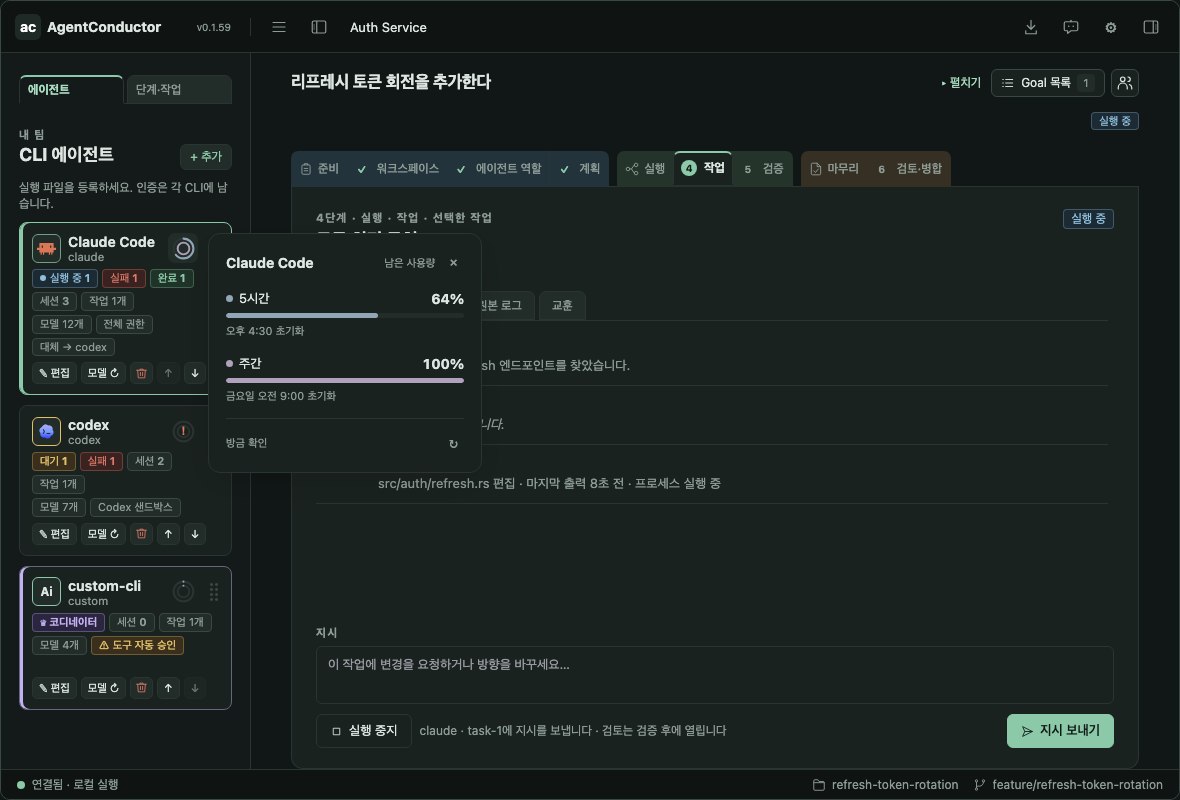 ac AgentConductor v0.1.59 Auth Service
에이전트 단계·작업
내 팀
CLI 에이전트 + 추가
실행 파일을 등록하세요. 인증은 각 CLI에 남
습니다.
Claude Code
claude
실행 중 1 실패 1 완료 1
세션 3 작업 1개
모델 12개 전체 권한
대체 → codex
✎ 편집 모델 ↻ ↑ ↓
codex
codex
!
대기 1 실패 1 세션 2
작업 1개
모델 7개 Codex 샌드박스
✎ 편집 모델 ↻ ↑ ↓
Ai custom-cli
custom
♛ 코디네이터 세션 0 작업 1개
모델 4개 ⚠ 도구 자동 승인
✎ 편집 모델 ↻ ↑ ↓
리프레시 토큰 회전을 추가한다
▸ 펼치기 Goal 목록 1
실행 중
준비 ✓ 워크스페이스 ✓ 에이전트 역할 ✓ 계획 실행 4 작업 5 검증 마무리 6 검토·병합
4단계 · 실행 · 작업 · 선택한 작업
실행 중
Claude Code 남은 사용량 ×
5시간 64%
오후 4:30 초기화
주간 100%
금요일 오전 9:00 초기화
방금 확인 ↻
로그 교훈
sh 엔드포인트를 찾았습니다.
니다.
src/auth/refresh.rs 편집 · 마지막 출력 8초 전 · 프로세스 실행 중
지시
이 작업에 변경을 요청하거나 방향을 바꾸세요...
실행 중지 claude · task-1에 지시를 보냅니다 · 검토는 검증 후에 열립니다
지시 보내기
연결됨 · 로컬 실행
refresh-token-rotation feature/refresh-token-rotation